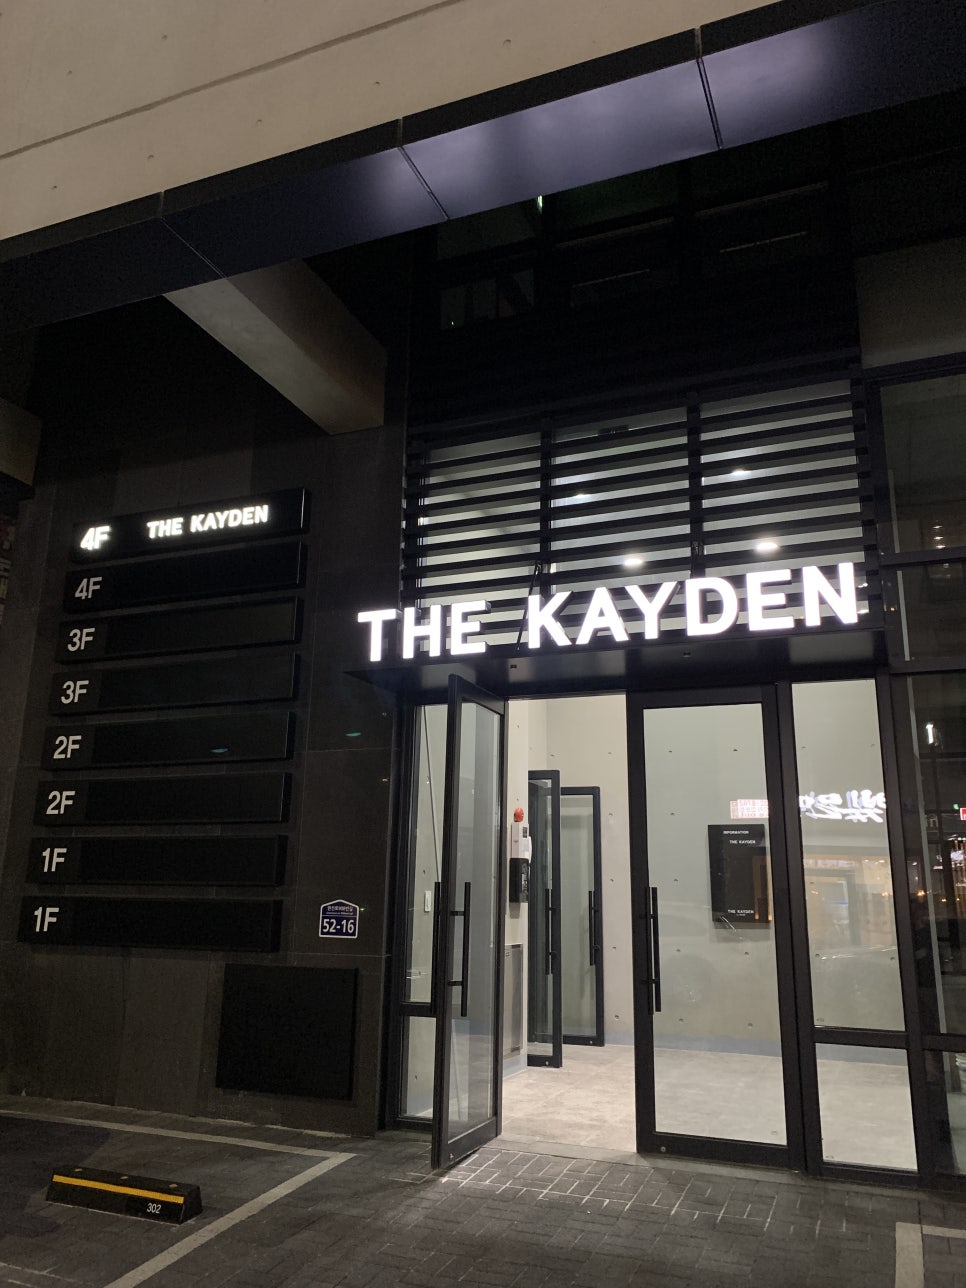 4F THE KAYDEN
4F
3F
3F
2F
2F
1F
1F
THE KAYDEN
52-16
INFORMATION
THE KAYDEN
THE KAYDEN
302